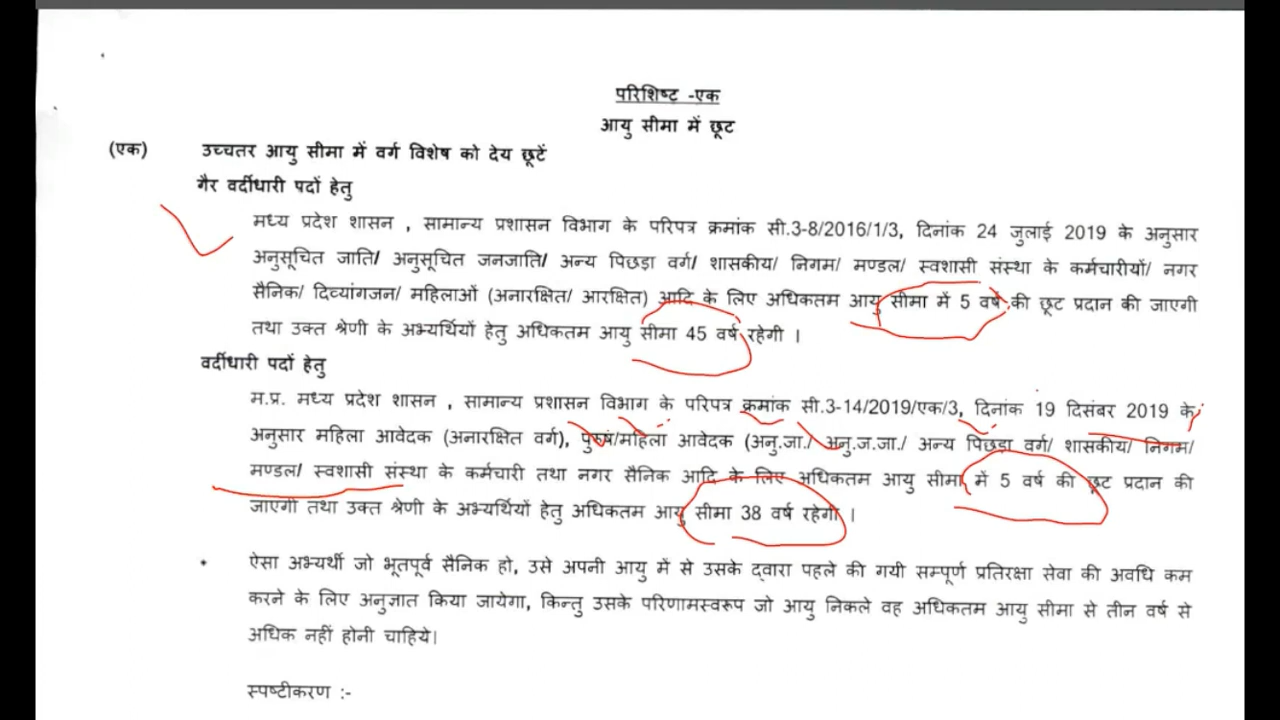 परिशिष्ट -एक
आयु सीमा में छूट
(एक) उच्चतर आयु सीमा में वर्ग विशेष को देय छूटें
गैर वर्दीधारी पदों हेतु
मध्य प्रदेश शासन , सामान्य प्रशासन विभाग के परिपत्र क्रमांक सी.3-8/2016/1/3, दिनांक 24 जुलाई 2019 के अनुसार
अनुसूचित जाति/ अनुसूचित जनजाति/ अन्य पिछड़ा वर्ग/ शासकीय/ निगम/ मण्डल/ स्वशासी संस्था के कर्मचारीयों/ नगर
सैनिक/ दिव्यांगजन/ महिलाओं (अनारक्षित/ आरक्षित) आदि के लिए अधिकतम आयु सीमा में 5 वर्ष की छूट प्रदान की जाएगी
तथा उक्त श्रेणी के अभ्यर्थियों हेतु अधिकतम आयु सीमा 45 वर्ष रहेगी ।
वर्दीधारी पदों हेतु
म.प्र. मध्य प्रदेश शासन , सामान्य प्रशासन विभाग के परिपत्र क्रमांक सी.3-14/2019/एक/3, दिनांक 19 दिसंबर 2019 के
अनुसार महिला आवेदक (अनारक्षित वर्ग), पुरुष/महिला आवेदक (अनु.जा./ अनु.ज.जा./ अन्य पिछड़ा वर्ग/ शासकीय/ निगम/
मण्डल/ स्वशासी संस्था के कर्मचारी तथा नगर सैनिक आदि के लिए अधिकतम आयु सीमा में 5 वर्ष की छूट प्रदान की
जाएगी तथा उक्त श्रेणी के अभ्यर्थियों हेतु अधिकतम आयु सीमा 38 वर्ष रहेगी ।
• ऐसा अभ्यर्थी जो भूतपूर्व सैनिक हो, उसे अपनी आयु में से उसके द्वारा पहले की गयी सम्पूर्ण प्रतिरक्षा सेवा की अवधि कम
करने के लिए अनुज्ञात किया जायेगा, किन्तु उसके परिणामस्वरूप जो आयु निकले वह अधिकतम आयु सीमा से तीन वर्ष से
अधिक नहीं होनी चाहिये।
स्पष्टीकरण :-